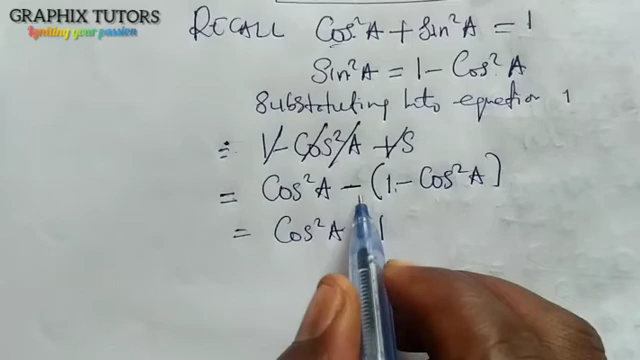 GRAPHIX TUTORS
Igniting your passion
RECALL Cos²A + Sin²A = 1
Sin²A = 1 - Cos²A
Substituting into equation 1
= Cos²A - (1 - Cos²A)
= Cos²A 1